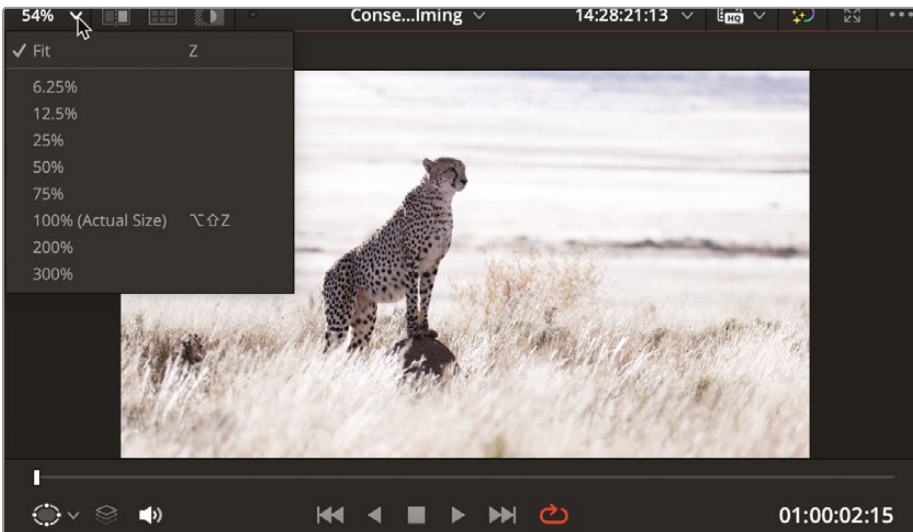 54% Conse...lming 14:28:21:13 HQ
✓ Fit Z
6.25%
12.5%
25%
50%
75%
100% (Actual Size) ⌥⇧Z
200%
300%
01:00:02:15